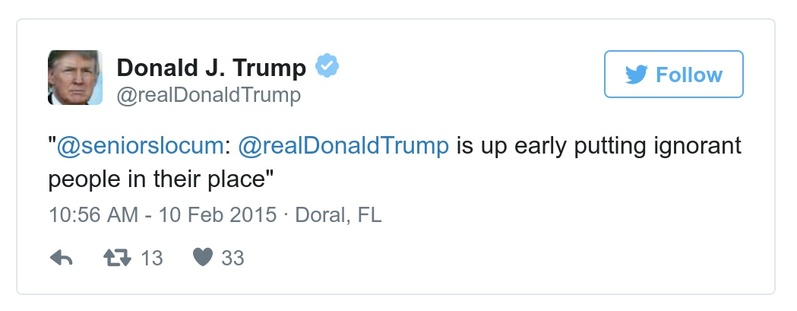 Donald J. Trump
@realDonaldTrump
Follow
"@seniorslocum: @realDonaldTrump is up early putting ignorant
people in their place"
10:56 AM - 10 Feb 2015 · Doral, FL
13 33